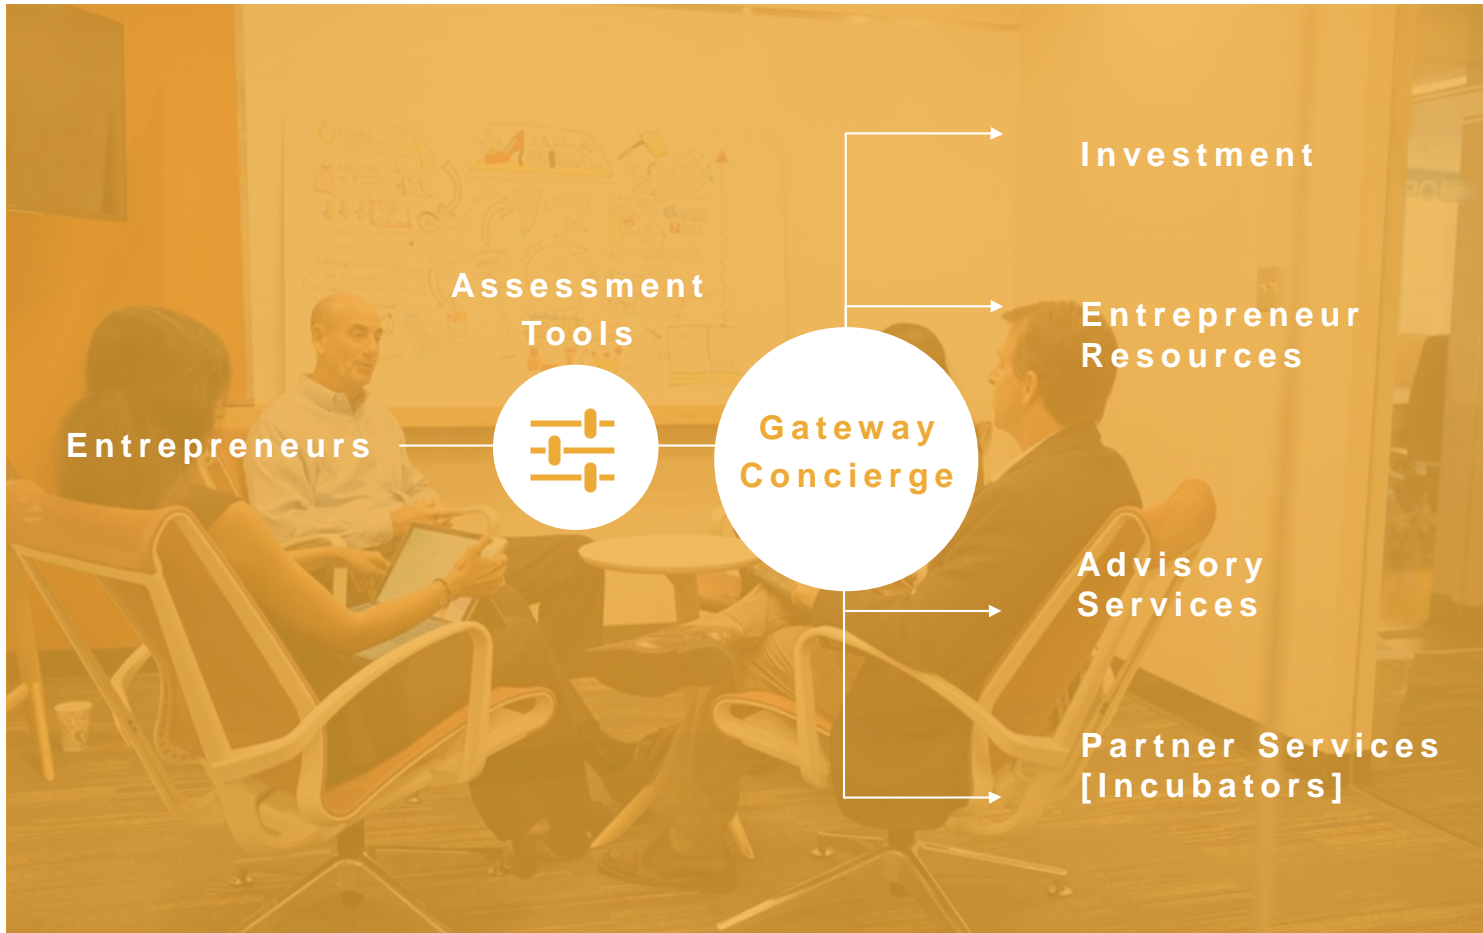 Investment
Assessment
Tools
Entrepreneur
Resources
Entrepreneurs
Gateway
Concierge
Advisory
Services
Partner Services
[Incubators]